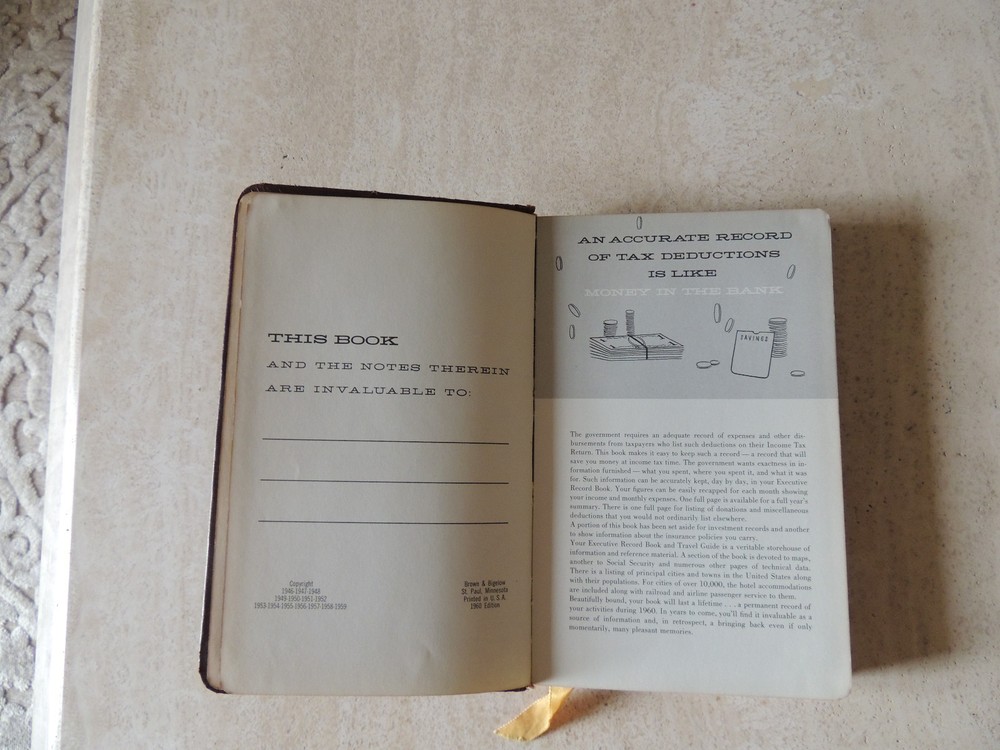 THIS BOOK
AND THE NOTES THEREIN
ARE INVALUABLE TO:
Copyright
1946-1947-1948
1949-1950-1951-1952
1953-1954-1955-1956-1957-1958-1959
Brown & Bigelow
St. Paul, Minnesota
Printed in U. S. A.
1960 Edition
AN ACCURATE RECORD
OF TAX DEDUCTIONS
IS LIKE
MONEY IN THE BANK
SAVINGS
The government requires an adequate record of expenses and other dis-
bursements from taxpayers who list such deductions on their Income Tax
Return. This book makes it easy to keep such a record — a record that will
save you money at income tax time. The government wants exactness in in-
formation furnished — what you spent, where you spent it, and what it was
for. Such information can be accurately kept, day by day, in your Executive
Record Book. Your figures can be easily recapped for each month showing
your income and monthly expenses. One full page is available for a full year's
summary. There is one full page for listing of donations and miscellaneous
deductions that you would not ordinarily list elsewhere.
A portion of this book has been set aside for investment records and another
to show information about the insurance policies you carry.
Your Executive Record Book and Travel Guide is a veritable storehouse of
information and reference material. A section of the book is devoted to maps,
another to Social Security and numerous other pages of technical data.
There is a listing of principal cities and towns in the United States along
with their populations. For cities of over 10,000, the hotel accommodations
are included along with railroad and airline passenger service to them.
Beautifully bound, your book will last a lifetime . . . a permanent record of
your activities during 1960. In years to come, you'll find it invaluable as a
source of information and, in retrospect, a bringing back even if only
momentarily, many pleasant memories.